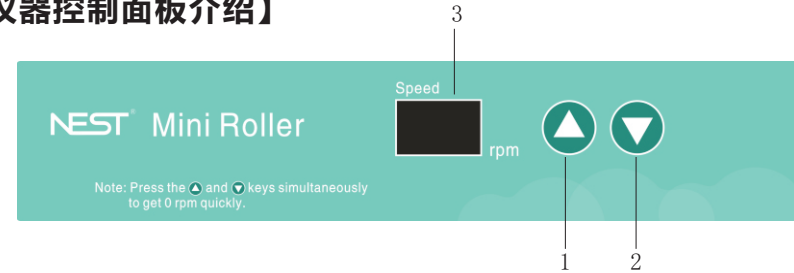 仪器控制面板介绍】
3
Speed
NEST® Mini Roller
rpm
Note: Press the ▲ and ▼ keys simultaneously
to get 0 rpm quickly.
1 2